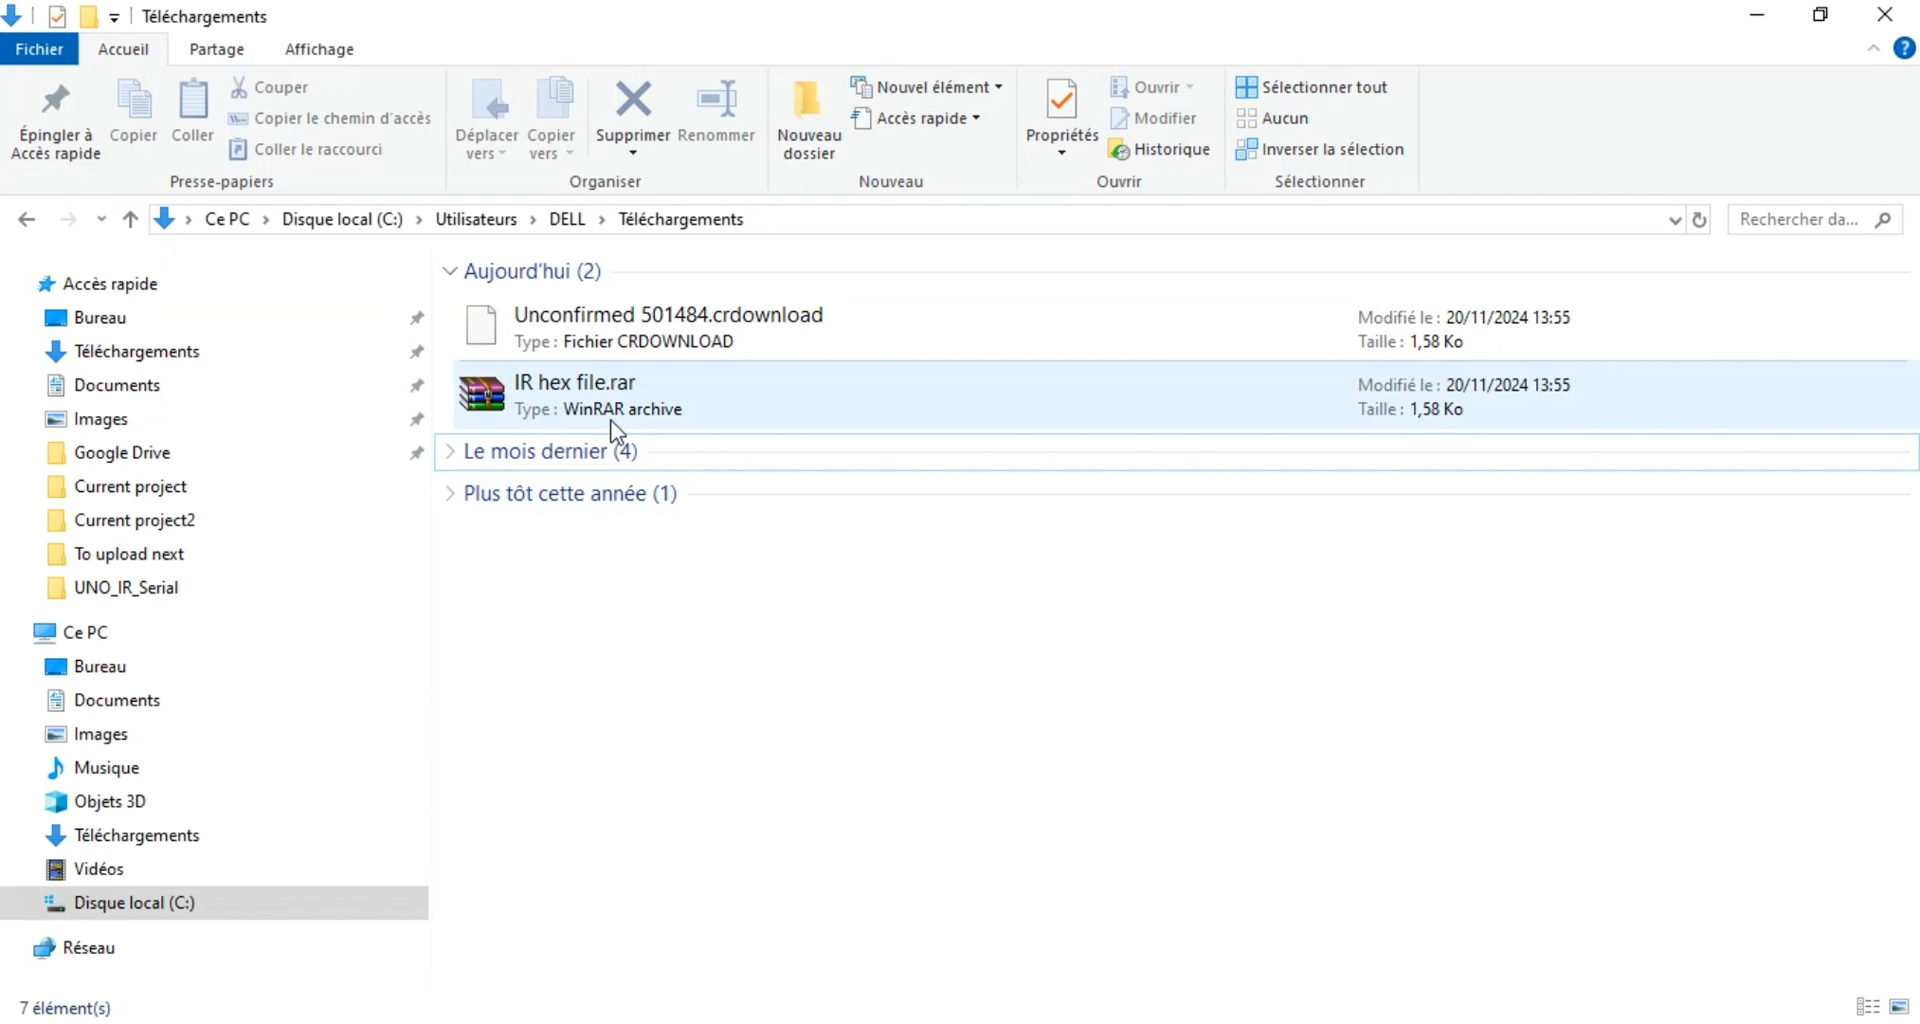 Téléchargements
Fichier Accueil Partage Affichage
Épingler à Accès rapide
Copier
Coller
Couper
Copier le chemin d'accès
Coller le raccourci
Presse-papiers
Déplacer vers
Copier vers
Supprimer
Renommer
Organiser
Nouveau dossier
Nouvel élément
Accès rapide
Nouveau
Propriétés
Ouvrir
Modifier
Historique
Ouvrir
Sélectionner tout
Aucun
Inverser la sélection
Sélectionner
Ce PC > Disque local (C:) > Utilisateurs > DELL > Téléchargements
Rechercher da...
Accès rapide
Bureau
Téléchargements
Documents
Images
Google Drive
Current project
Current project2
To upload next
UNO_IR_Serial
Ce PC
Bureau
Documents
Images
Musique
Objets 3D
Téléchargements
Vidéos
Disque local (C:)
Réseau
Aujourd'hui (2)
Unconfirmed 501484.crdownload
Type : Fichier CRDOWNLOAD
Modifié le : 20/11/2024 13:55
Taille : 1,58 Ko
IR hex file.rar
Type : WinRAR archive
Modifié le : 20/11/2024 13:55
Taille : 1,58 Ko
Le mois dernier (4)
Plus tôt cette année (1)
7 élément(s)